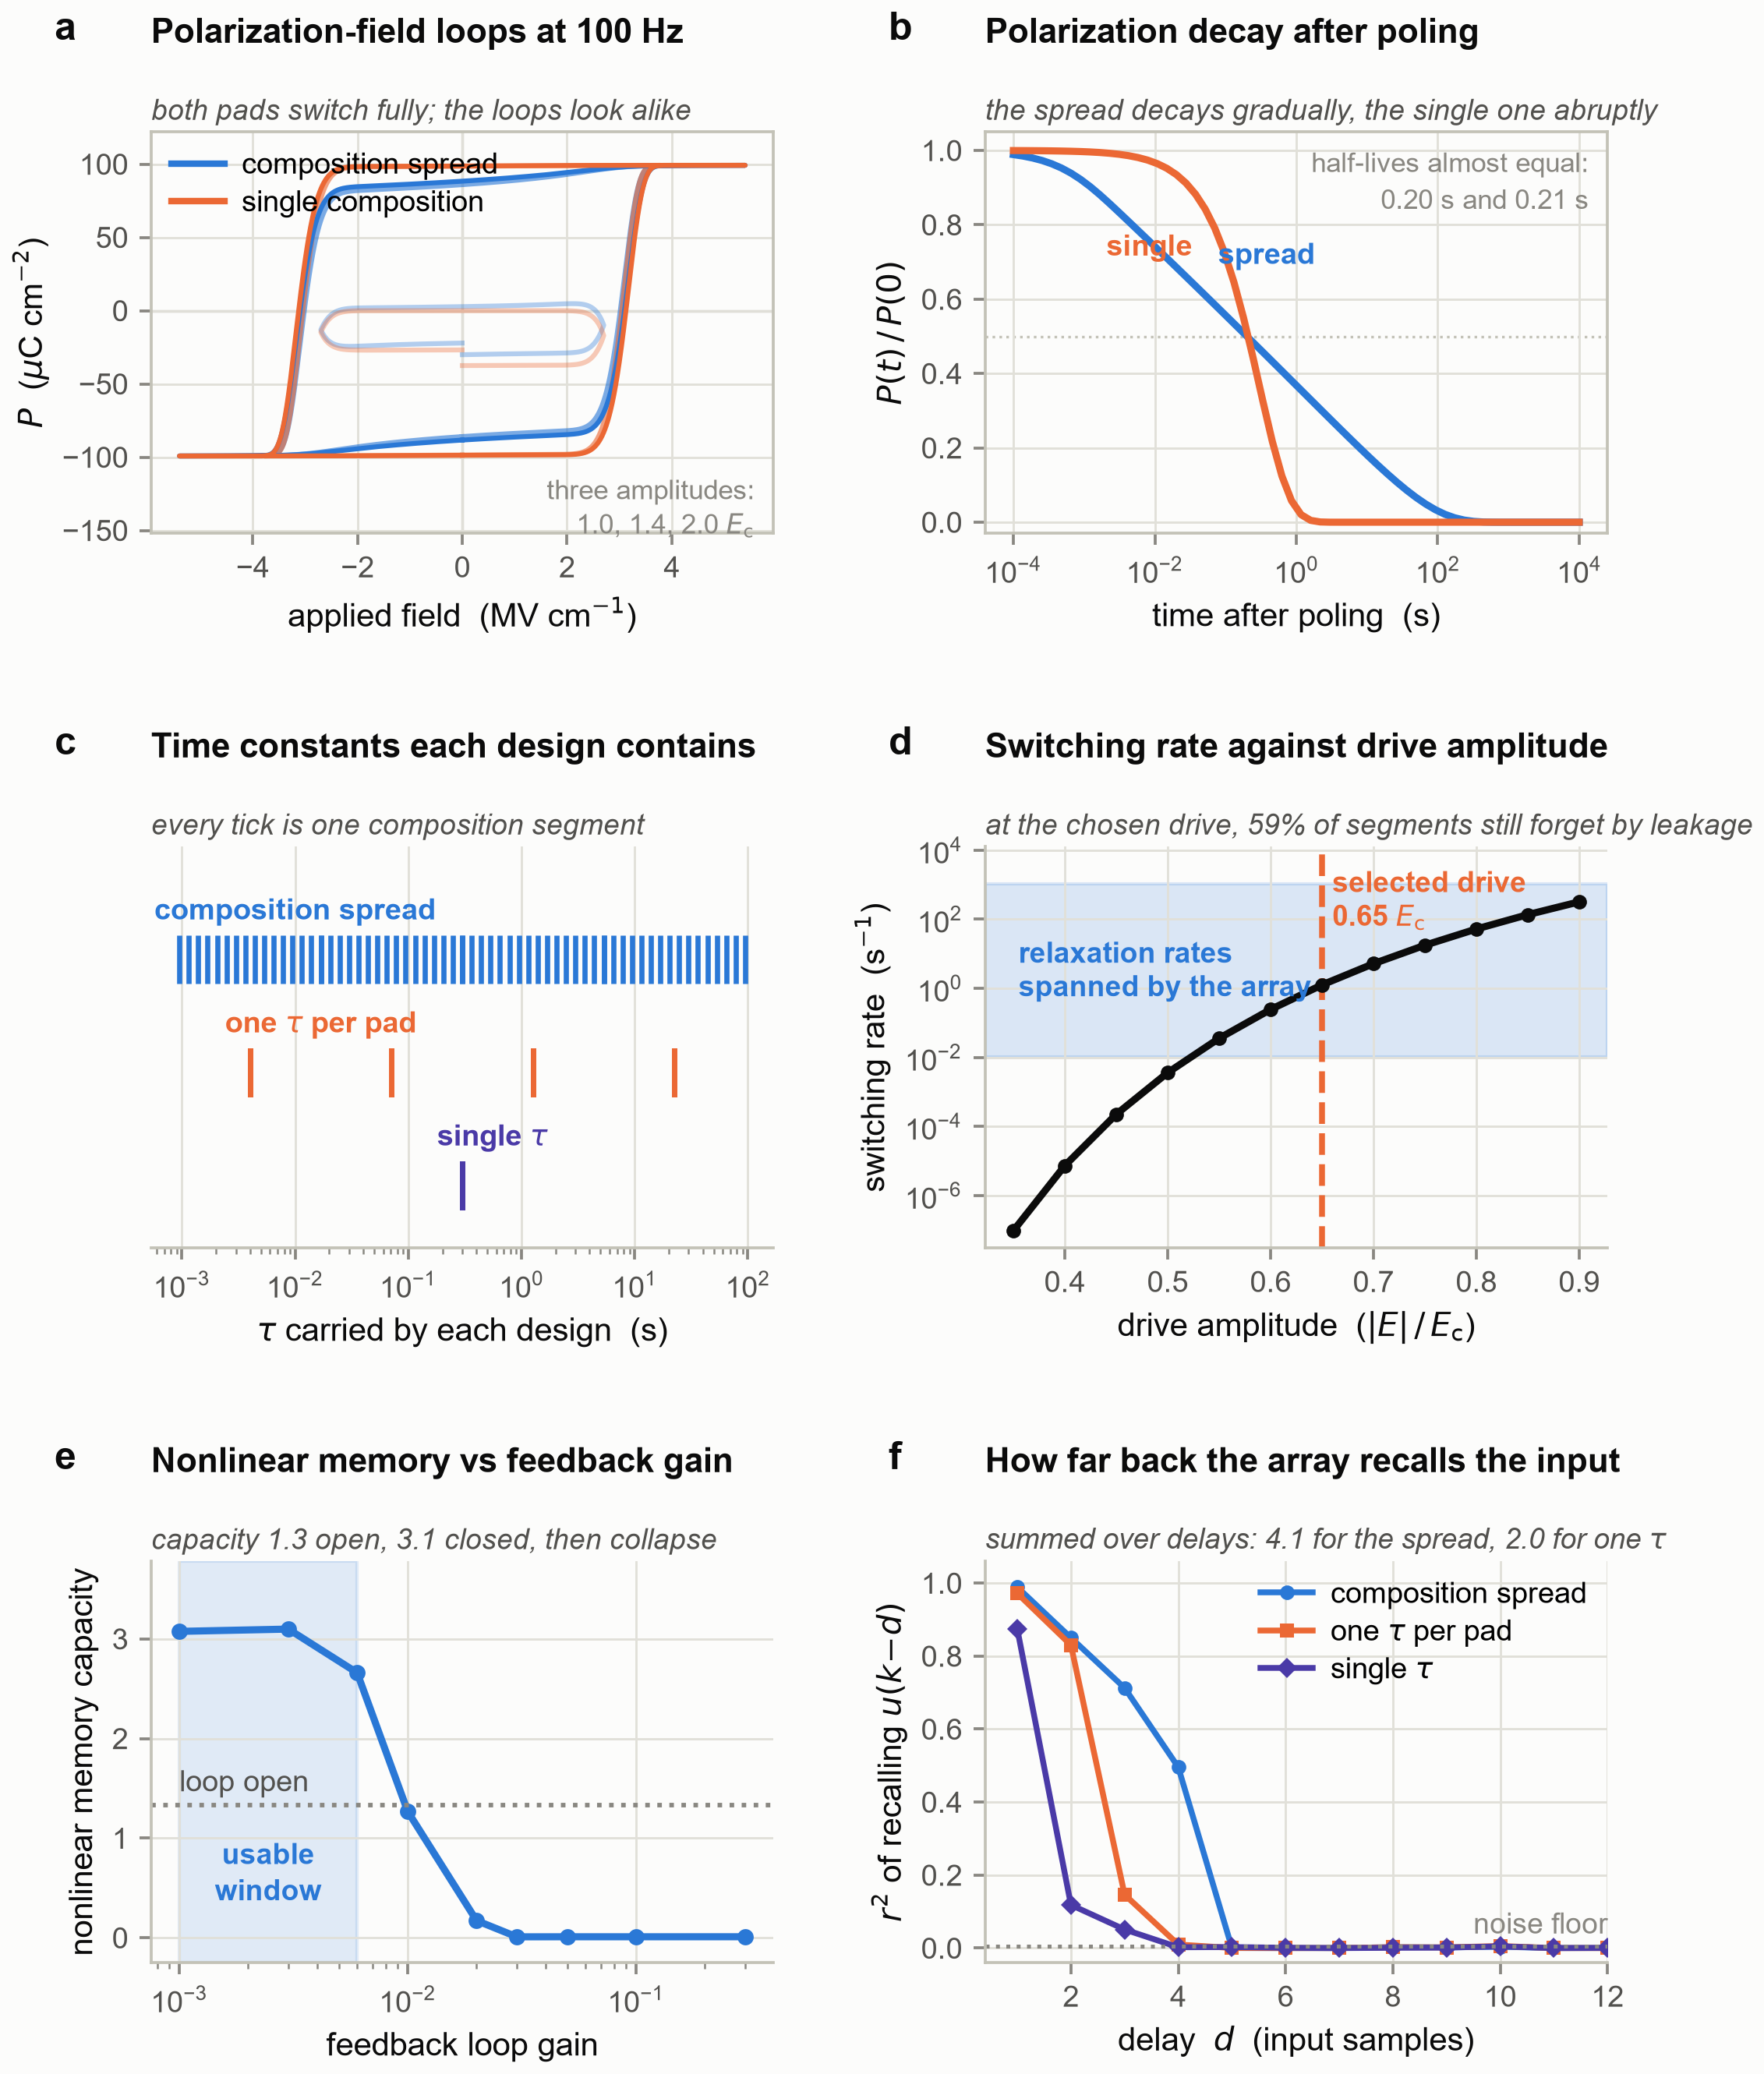 a Polarization-field loops at 100 Hz
both pads switch fully; the loops look alike
composition spread
single composition
three amplitudes:
1.0, 1.4, 2.0 E_c
100
50
0
−50
−100
−150
P (μC cm⁻²)
−4 −2 0 2 4
applied field (MV cm⁻¹)
b Polarization decay after poling
the spread decays gradually, the single one abruptly
half-lives almost equal:
0.20 s and 0.21 s
single
spread
1.0
0.8
0.6
0.4
0.2
0.0
P(t) / P(0)
10⁻⁴ 10⁻² 10⁰ 10² 10⁴
time after poling (s)
c Time constants each design contains
every tick is one composition segment
composition spread
one τ per pad
single τ
10⁻³ 10⁻² 10⁻¹ 10⁰ 10¹ 10²
τ carried by each design (s)
d Switching rate against drive amplitude
at the chosen drive, 59% of segments still forget by leakage
selected drive
0.65 E_c
relaxation rates
spanned by the array
10⁴
10²
10⁰
10⁻²
10⁻⁴
10⁻⁶
switching rate (s⁻¹)
0.4 0.5 0.6 0.7 0.8 0.9
drive amplitude (|E| / E_c)
e Nonlinear memory vs feedback gain
capacity 1.3 open, 3.1 closed, then collapse
loop open
usable
window
3
2
1
0
nonlinear memory capacity
10⁻³ 10⁻² 10⁻¹
feedback loop gain
f How far back the array recalls the input
summed over delays: 4.1 for the spread, 2.0 for one τ
composition spread
one τ per pad
single τ
noise floor
1.0
0.8
0.6
0.4
0.2
0.0
r² of recalling u(k−d)
2 4 6 8 10 12
delay d (input samples)